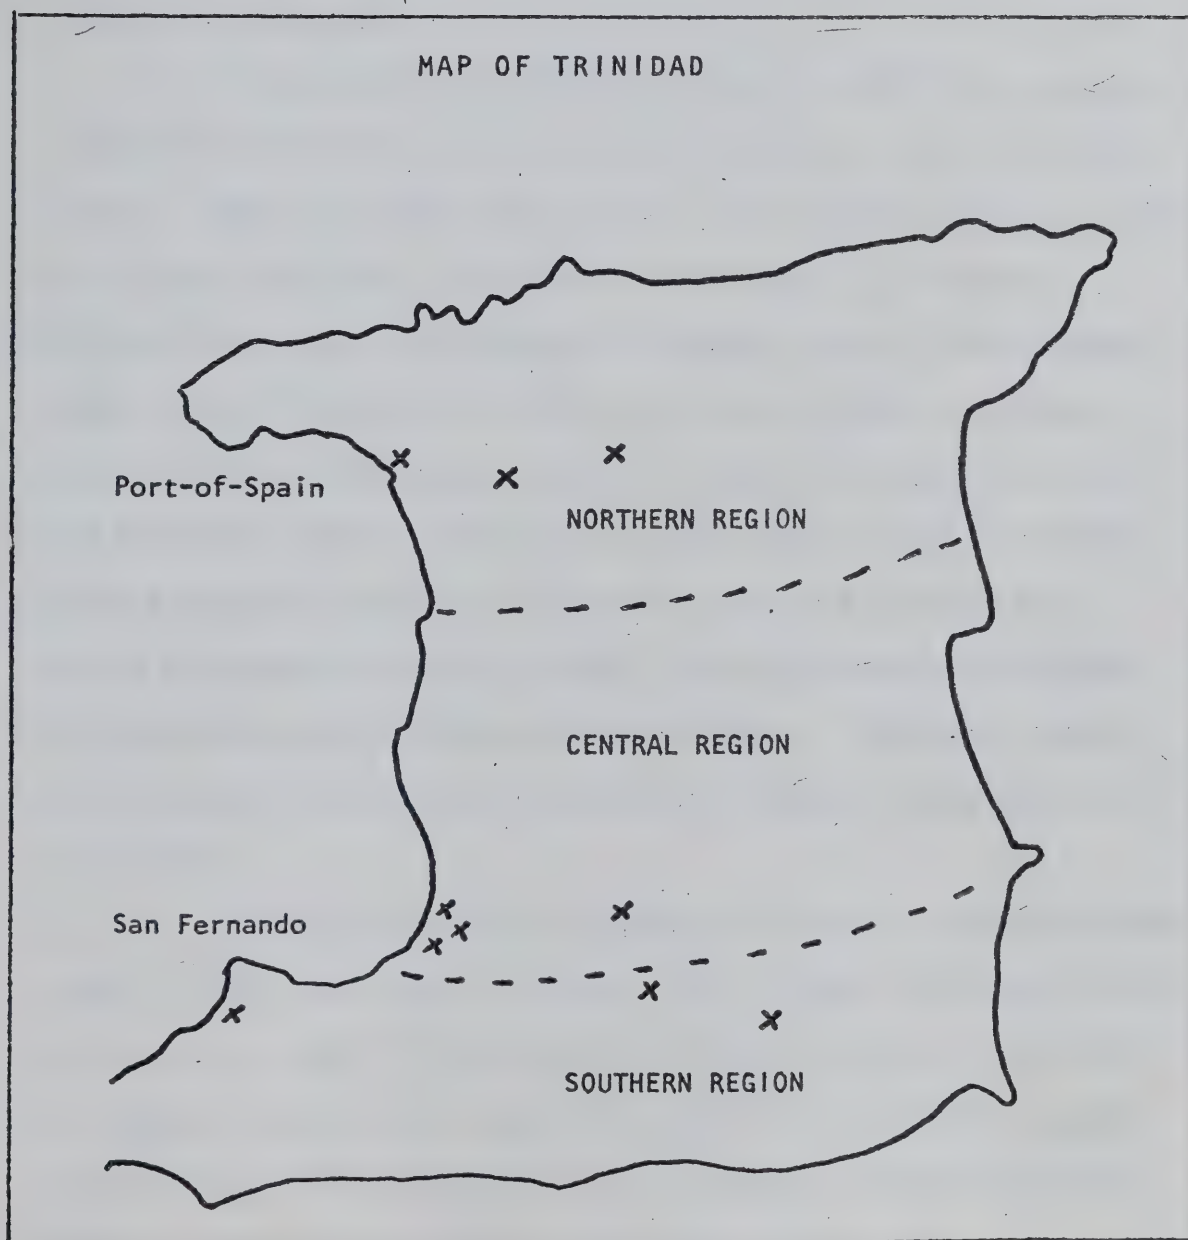 MAP OF TRINIDAD
Port-of-Spain
NORTHERN REGION
CENTRAL REGION
San Fernando
SOUTHERN REGION